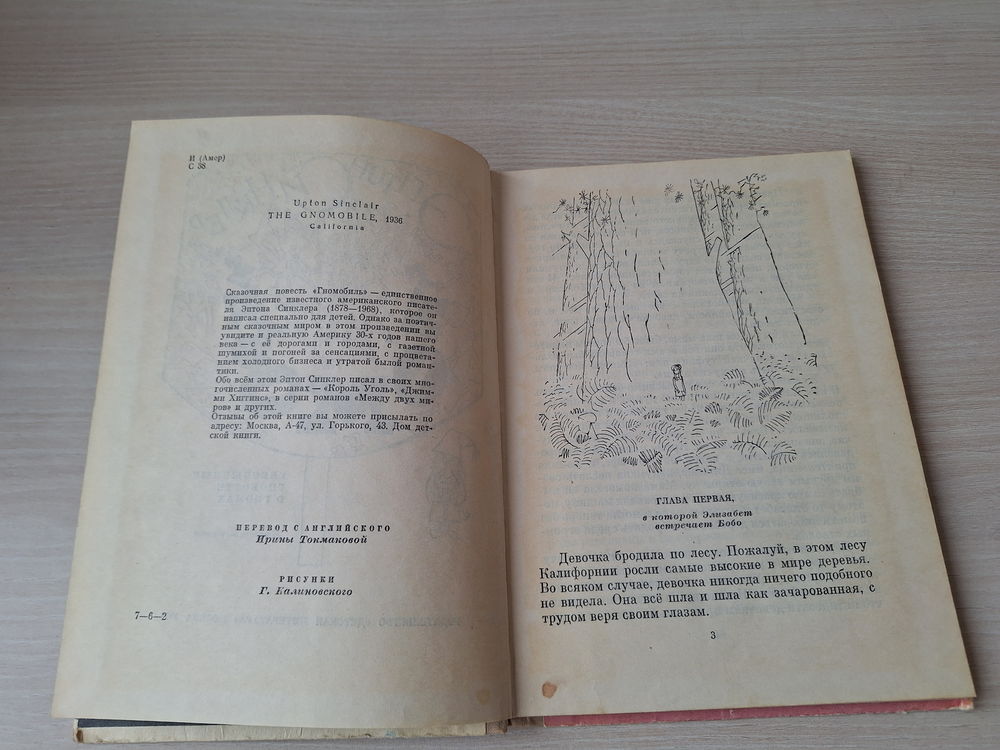 И (Амер)
С 38
Upton Sinclair
THE GNOMOBILE, 1936
California
Сказочная повесть «Гномобиль» — единственное
произведение известного американского писате-
ля Эптона Синклера (1878—1968), которое он
написал специально для детей. Однако за поэтич-
ным сказочным миром в этом произведении вы
увидите и реальную Америку 30-х годов нашего
века — с её дорогами и городами, с газетной
шумихой и погоней за сенсациями, с процвета-
нием холодного бизнеса и утратой былой роман-
тики.
Обо всём этом Эптон Синклер писал в своих мно-
гочисленных романах — «Король Уголь», «Джим-
ми Хиггинс», в серии романов «Между двух ми-
ров» и других.
Отзывы об этой книге вы можете присылать по
адресу: Москва, А-47, ул. Горького, 43. Дом дет-
ской книги.
ПЕРЕВОД С АНГЛИЙСКОГО
Ирины Токмаковой
РИСУНКИ
Г. Калиновского
7—6—2
ГЛАВА ПЕРВАЯ,
в которой Элизабет
встречает Бобо
Девочка бродила по лесу. Пожалуй, в этом лесу
Калифорнии росли самые высокие в мире деревья.
Во всяком случае, девочка никогда ничего подобного
не видела. Она всё шла и шла как зачарованная, с
трудом веря своим глазам.
3